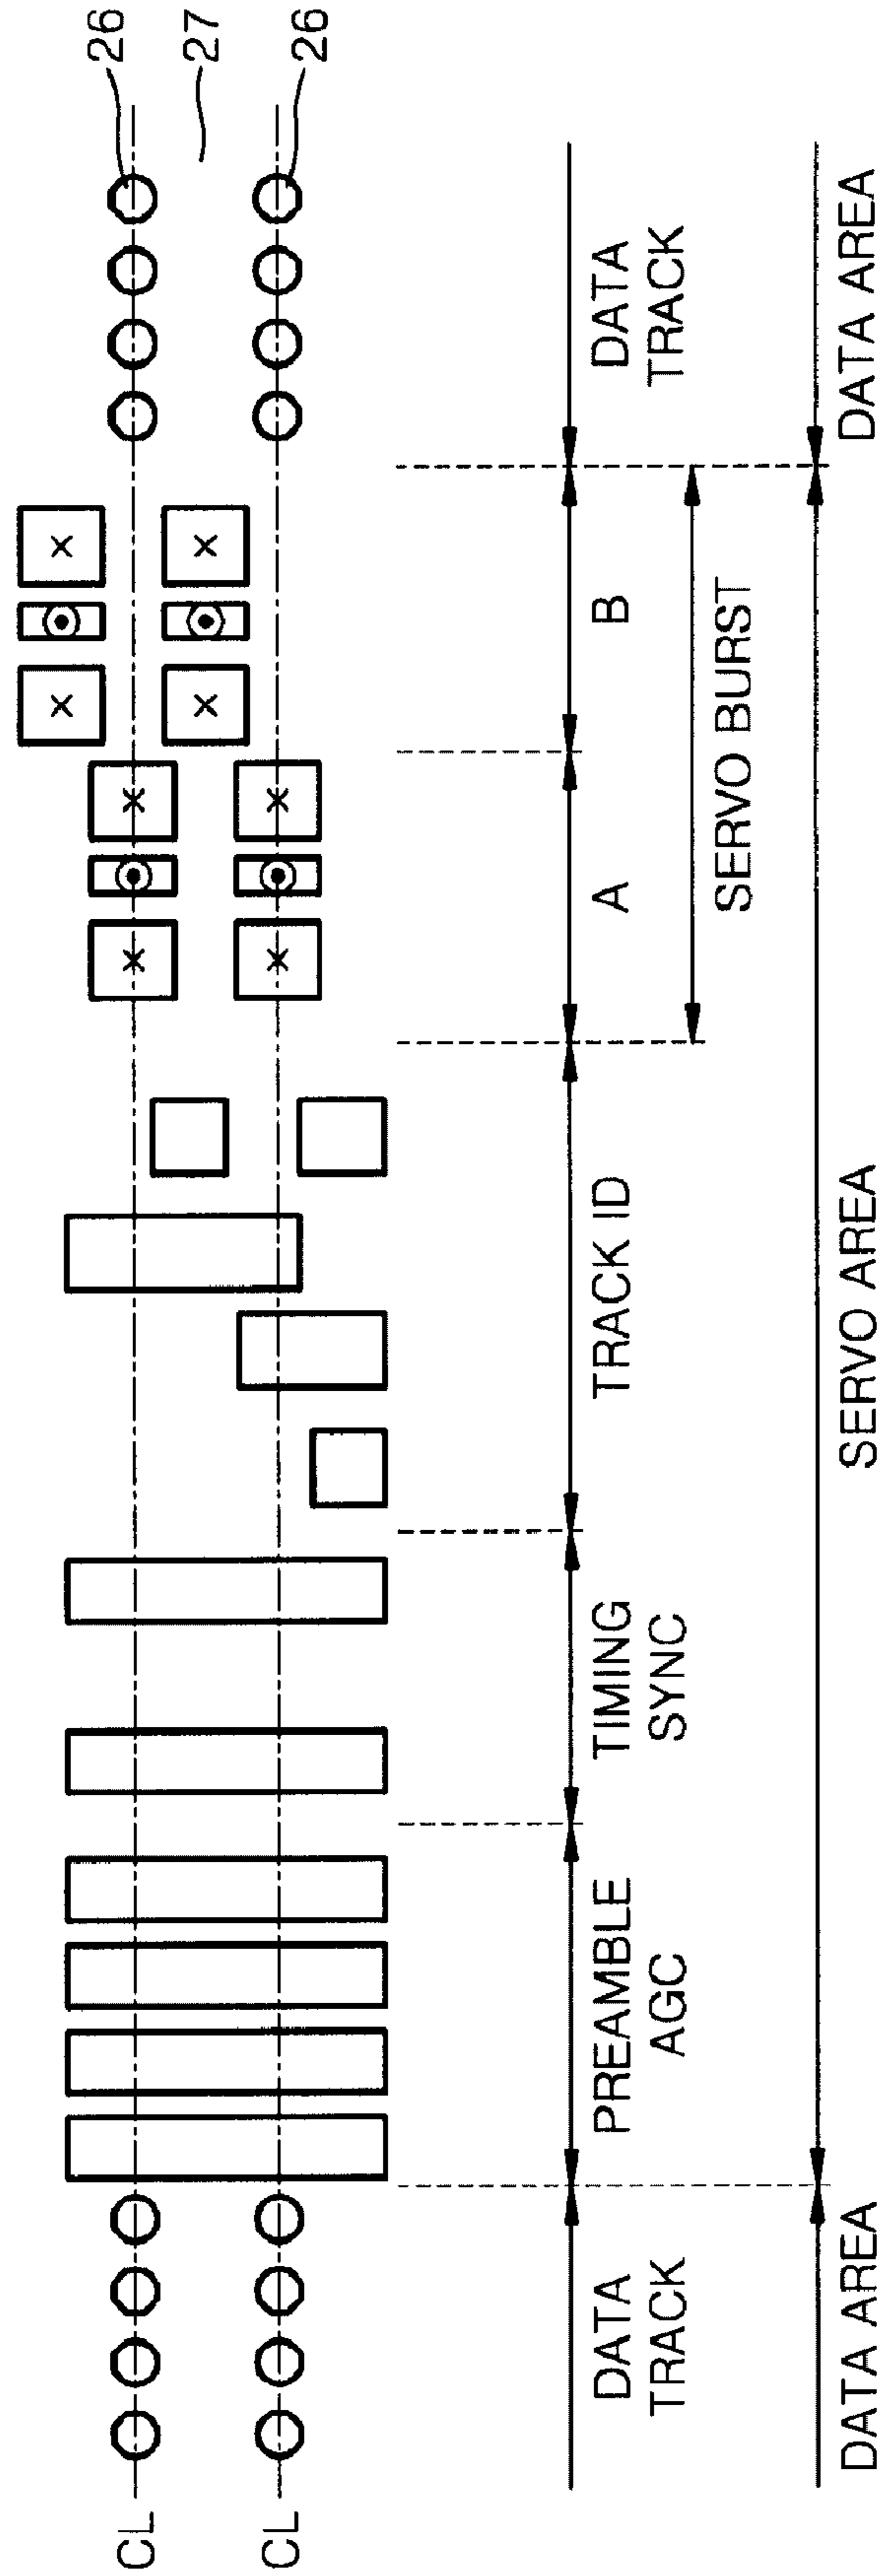 26
27
26
CL
CL
DATA
TRACK
PREAMBLE
AGC
TIMING
SYNC
TRACK ID
A
B
DATA
TRACK
SERVO BURST
DATA AREA
SERVO AREA
DATA AREA